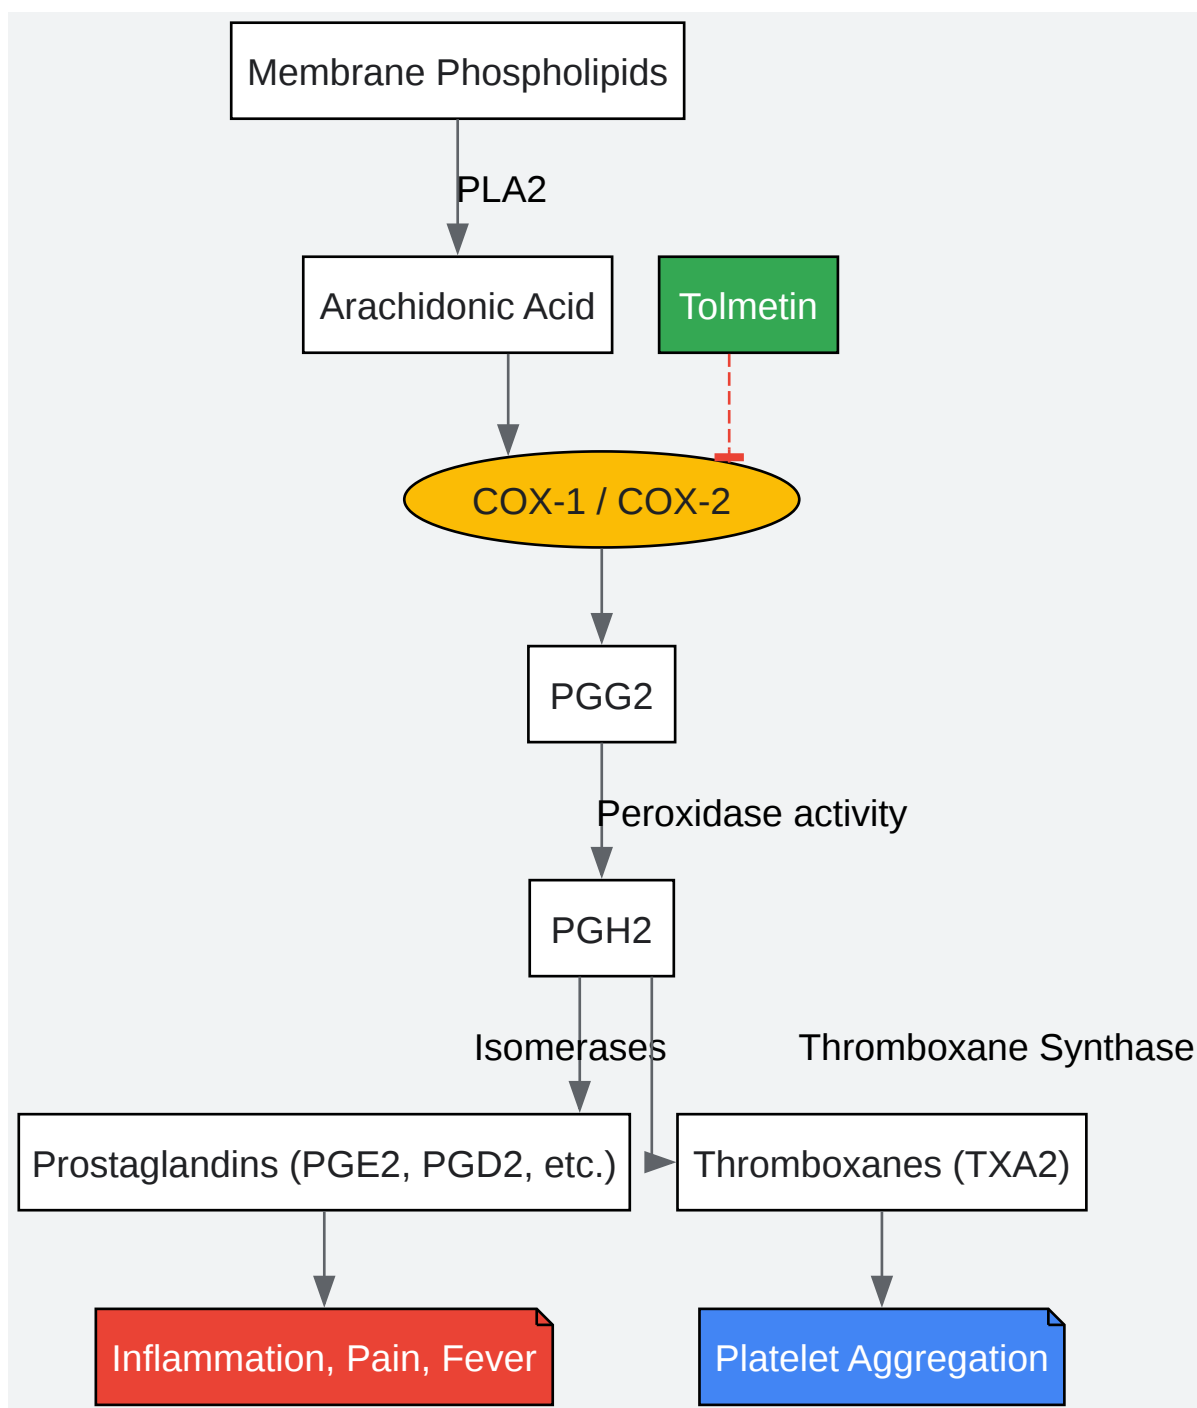 Membrane Phospholipids
PLA2
Arachidonic Acid
Tolmetin
COX-1 / COX-2
PGG2
Peroxidase activity
PGH2
Isomerases
Thromboxane Synthase
Prostaglandins (PGE2, PGD2, etc.)
Thromboxanes (TXA2)
Inflammation, Pain, Fever
Platelet Aggregation